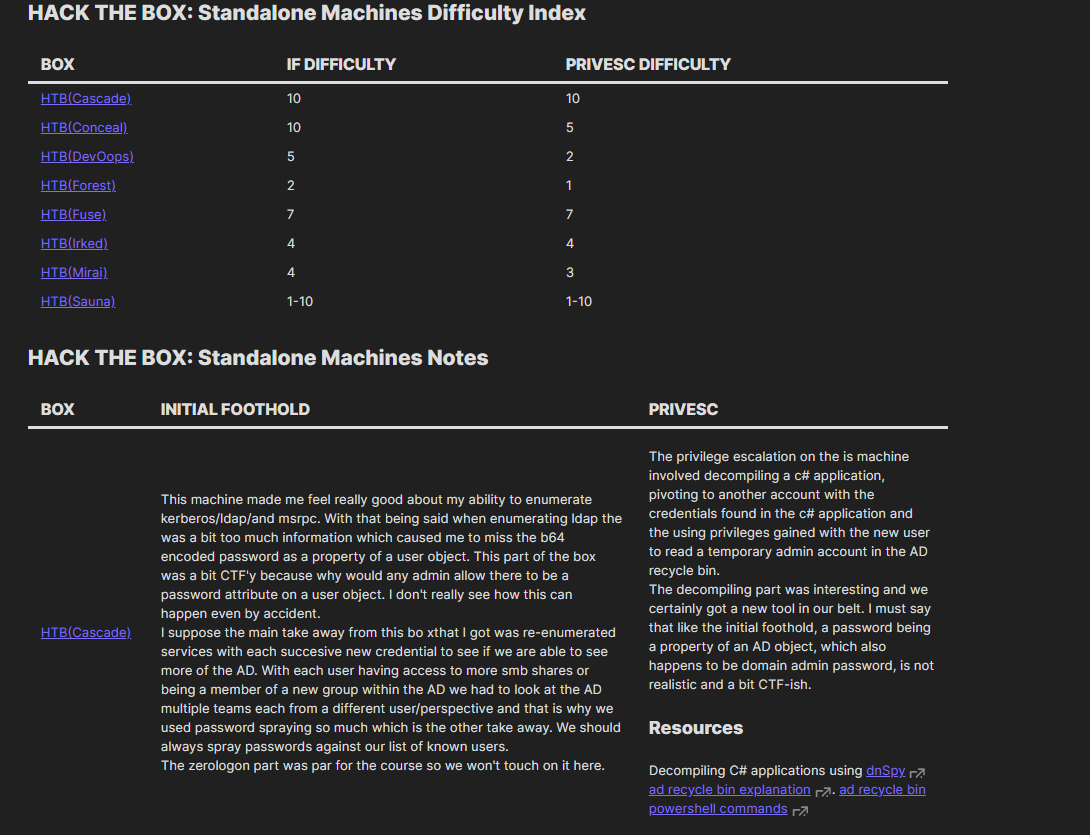 HACK THE BOX: Standalone Machines Difficulty Index
BOX IF DIFFICULTY PRIVESC DIFFICULTY
HTB(Cascade) 10 10
HTB(Conceal) 10 5
HTB(DevOops) 5 2
HTB(Forest) 2 1
HTB(Fuse) 7 7
HTB(Irked) 4 4
HTB(Mirai) 4 3
HTB(Sauna) 1-10 1-10
HACK THE BOX: Standalone Machines Notes
BOX INITIAL FOOTHOLD PRIVESC
HTB(Cascade)
This machine made me feel really good about my ability to enumerate
kerberos/ldap/and msrpc. With that being said when enumerating ldap the
was a bit too much information which caused me to miss the b64
encoded password as a property of a user object. This part of the box
was a bit CTF'y because why would any admin allow there to be a
password attribute on a user object. I don't really see how this can
happen even by accident.
I suppose the main take away from this bo xthat I got was re-enumerated
services with each succesive new credential to see if we are able to see
more of the AD. With each user having access to more smb shares or
being a member of a new group within the AD we had to look at the AD
multiple teams each from a different user/perspective and that is why we
used password spraying so much which is the other take away. We should
always spray passwords against our list of known users.
The zerologon part was par for the course so we won't touch on it here.
The privilege escalation on the is machine
involved decompiling a c# application,
pivoting to another account with the
credentials found in the c# application and
the using privileges gained with the new user
to read a temporary admin account in the AD
recycle bin.
The decompiling part was interesting and we
certainly got a new tool in our belt. I must say
that like the initial foothold, a password being
a property of an AD object, which also
happens to be domain admin password, is not
realistic and a bit CTF-ish.
Resources
Decompiling C# applications using dnSpy
ad recycle bin explanation . ad recycle bin
powershell commands